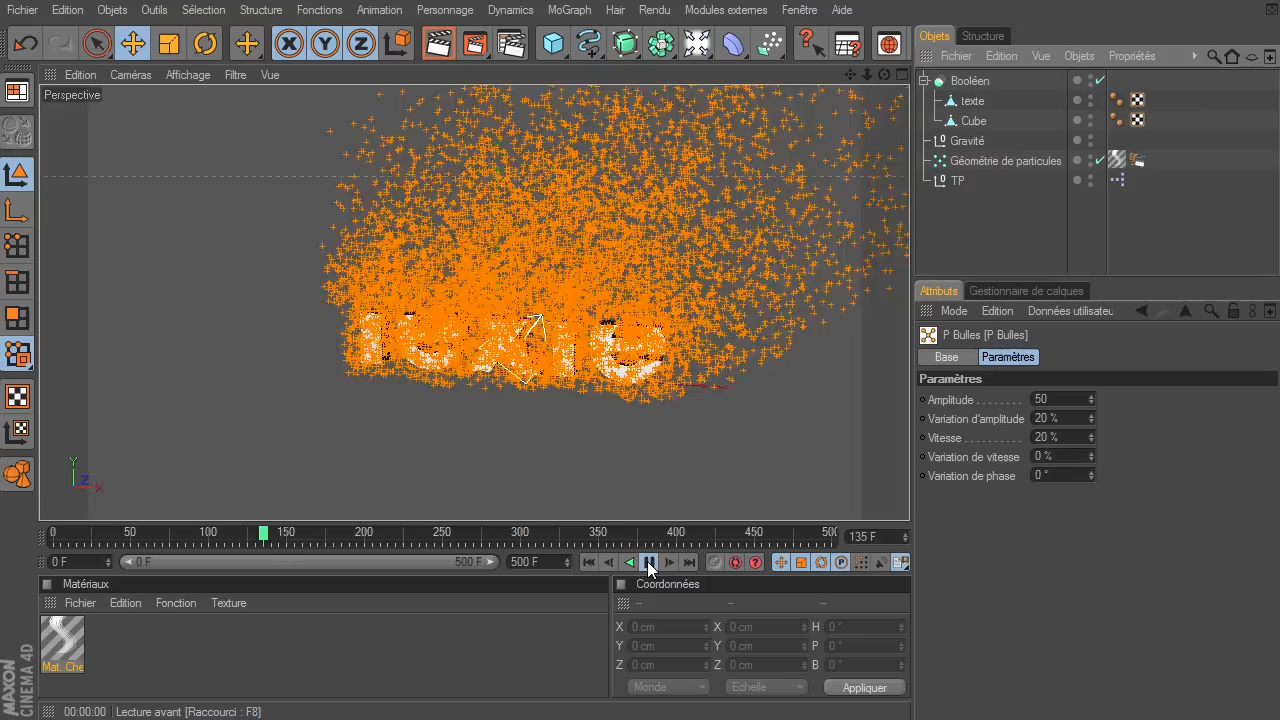 Fichier Edition Objets Outils Sélection Structure Fonctions Animation Personnage Dynamics MoGraph Hair Rendu Modules externes Fenêtre Aide
X Y Z
Objets Structure
Edition Caméras Affichage Filtre Vue
Fichier Edition Vue Objets Propriétés
Perspective
Booléen
texte
Cube
Gravité
Géométrie de particules
TP
Attributs Gestionnaire de calques
Mode Edition Données utilisateu
P Bulles [P Bulles]
Base Paramètres
Paramètres
Amplitude 50
Variation d'amplitude 20 %
Vitesse 20 %
Variation de vitesse 0 %
Variation de phase 0 °
Y Z X
0 50 100 150 200 250 300 350 400 450 500 135 F
0 F 0 F 500 F 500 F
Matériaux
Coordonnées
Fichier Edition Fonction Texture
-- -- --
X 0 cm X 0 cm H 0 °
Y 0 cm Y 0 cm P 0 °
Z 0 cm Z 0 cm B 0 °
Mat. Che
Monde Echelle Appliquer
MAXON
CINEMA 4D
00:00:00 Lecture avant [Raccourci : F8]